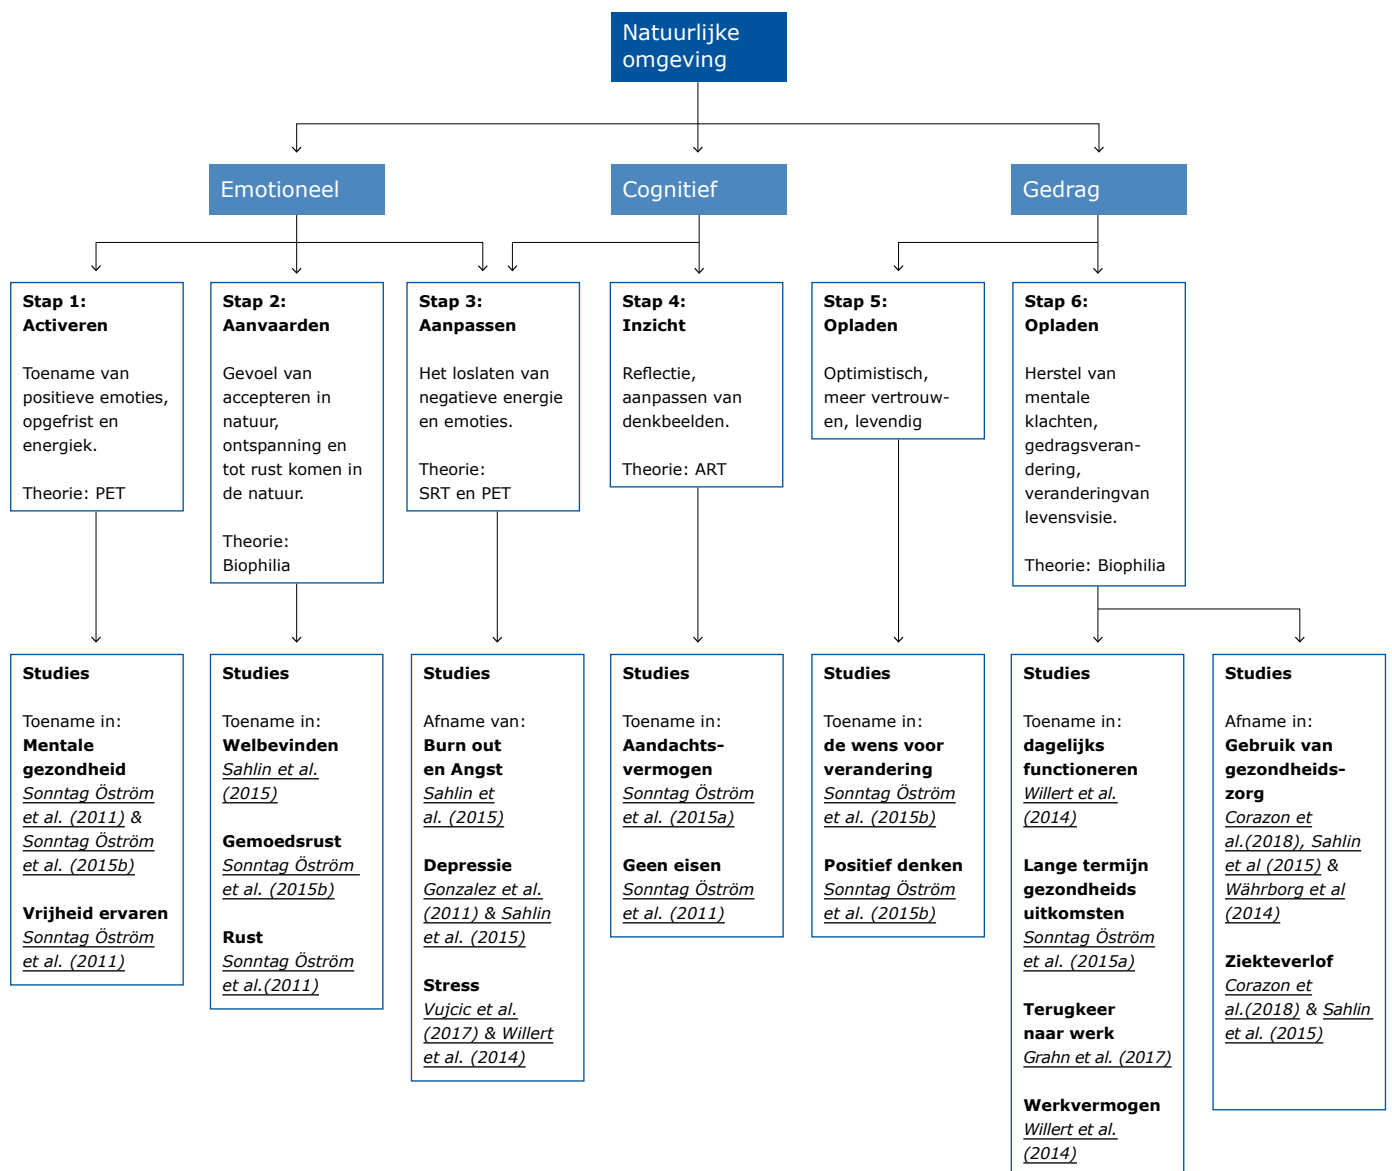 Natuurlijke
omgeving
Emotioneel
Cognitief
Gedrag
Stap 1:
Activeren
Toename van
positieve emoties,
opgefrist en
energiek.
Theorie: PET
Stap 2:
Aanvaarden
Gevoel van
accepteren in
natuur,
ontspanning en
tot rust komen in
de natuur.
Theorie:
Biophilia
Stap 3:
Aanpassen
Het loslaten van
negatieve energie
en emoties.
Theorie:
SRT en PET
Stap 4:
Inzicht
Reflectie,
aanpassen van
denkbeelden.
Theorie: ART
Stap 5:
Opladen
Optimistisch,
meer vertrouw-
en, levendig
Stap 6:
Opladen
Herstel van
mentale
klachten,
gedragsveran-
dering,
veranderingvan
levensvisie.
Theorie: Biophilia
Studies
Toename in:
Mentale
gezondheid
Sonntag Öström
et al. (2011) &
Sonntag Öström
et al. (2015b)
Vrijheid ervaren
Sonntag Öström
et al. (2011)
Studies
Toename in:
Welbevinden
Sahlin et al.
(2015)
Gemoedsrust
Sonntag Öström
et al. (2015b)
Rust
Sonntag Öström
et al.(2011)
Studies
Afname van:
Burn out
en Angst
Sahlin et
al. (2015)
Depressie
Gonzalez et al.
(2011) & Sahlin
et al. (2015)
Stress
Vujcic et al.
(2017) & Willert
et al. (2014)
Studies
Toename in:
Aandachts-
vermogen
Sonntag Öström
et al. (2015a)
Geen eisen
Sonntag Öström
et al. (2011)
Studies
Toename in:
de wens voor
verandering
Sonntag Öström
et al. (2015b)
Positief denken
Sonntag Öström
et al. (2015b)
Studies
Toename in:
dagelijks
functioneren
Willert et al.
(2014)
Lange termijn
gezondheids
uitkomsten
Sonntag Öström
et al. (2015a)
Terugkeer
naar werk
Grahn et al. (2017)
Werkvermogen
Willert et al.
(2014)
Studies
Afname in:
Gebruik van
gezondheids-
zorg
Corazon et
al.(2018), Sahlin
et al (2015) &
Währborg et al
(2014)
Ziekteverlof
Corazon et
al.(2018) & Sahlin
et al. (2015)